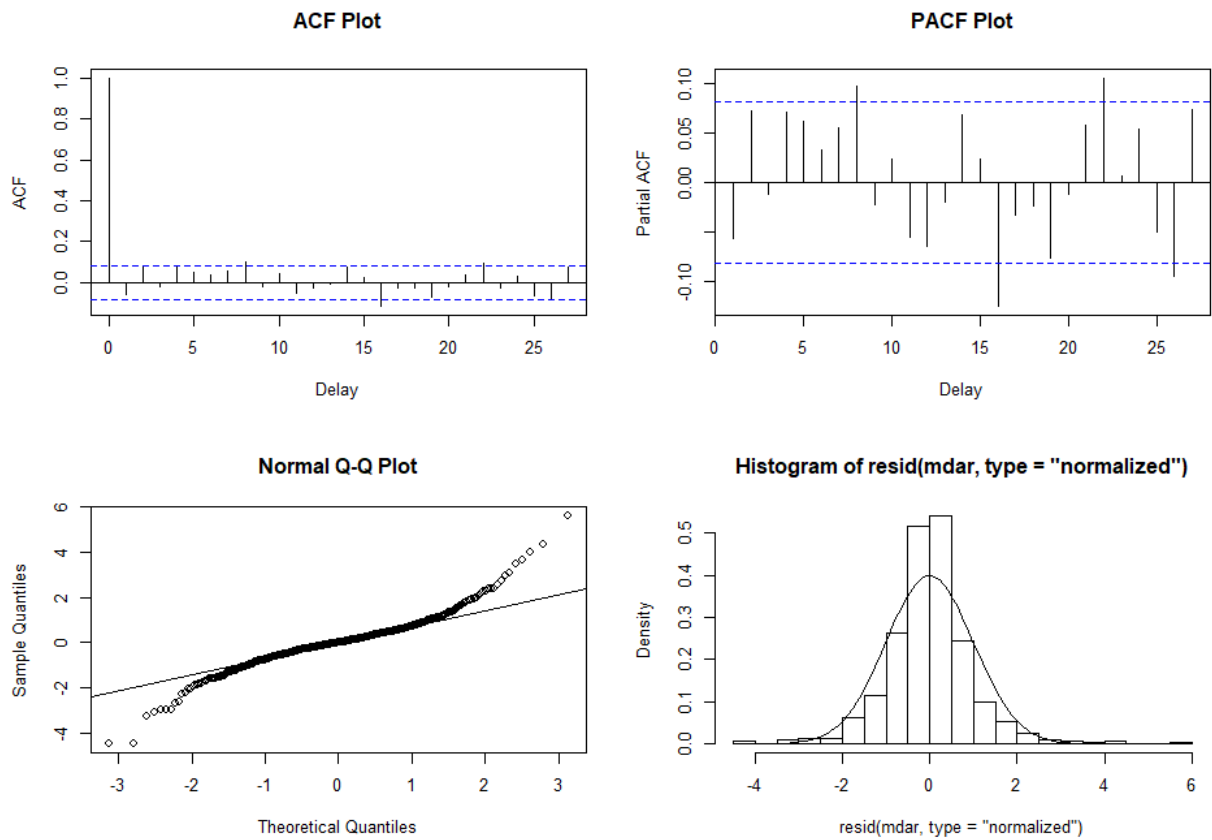 ACF Plot
ACF
1.0
0.8
0.6
0.4
0.2
0.0
0 5 10 15 20 25
Delay
PACF Plot
Partial ACF
0.10
0.05
0.00
-0.10
0 5 10 15 20 25
Delay
Normal Q-Q Plot
Sample Quantiles
6
4
2
0
-2
-4
-3 -2 -1 0 1 2 3
Theoretical Quantiles
Histogram of resid(mdar, type = "normalized")
Density
0.5
0.4
0.3
0.2
0.1
0.0
-4 -2 0 2 4 6
resid(mdar, type = "normalized")